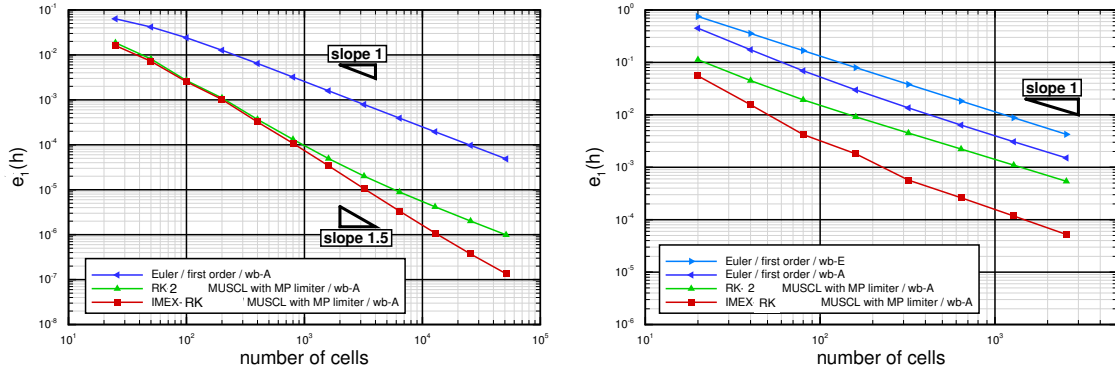 10⁰
10⁻¹
10⁻²
10⁻³
10⁻⁴
10⁻⁵
10⁻⁶
10⁻⁷
10⁻⁸
e₁(h)
slope 1
slope 1.5
Euler / first order / wb-A
RK 2 MUSCL with MP limiter / wb-A
IMEX-RK / MUSCL with MP limiter / wb-A
10¹ 10² 10³ 10⁴ 10⁵
number of cells
10⁰
10⁻¹
10⁻²
10⁻³
10⁻⁴
10⁻⁵
10⁻⁶
e₁(h)
slope 1
Euler / first order / wb-E
Euler / first order / wb-A
RK· 2 MUSCL with MP limiter / wb-A
IMEX RK MUSCL with MP limiter / wb-A
10¹ 10² 10³
number of cells